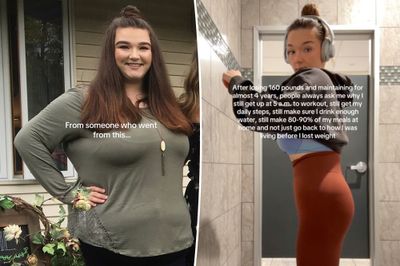 From someone who went
from this...
After losing 160 pounds and maintaining for
almost 4 years, people always ask me why I
still get up at 5 a.m. to workout, still get my
daily steps, still make sure I drink enough
water, still make 80-90% of my meals at
home and not just go back to how I was
living before I lost weight